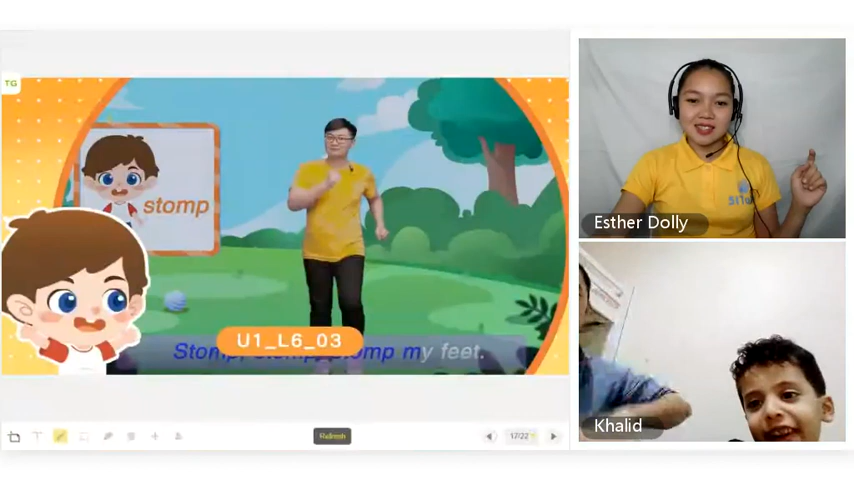 TG
stomp
U1_L6_03
Stomp, stomp, stomp my feet.
Refresh
17/22
Esther Dolly
Khalid